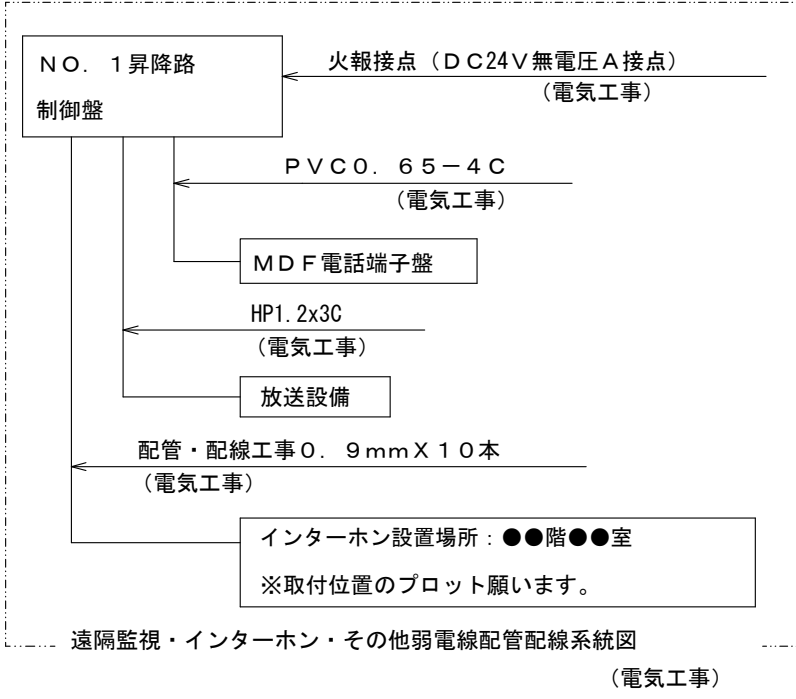 NO．1昇降路
制御盤
火報接点（DC24V無電圧A接点）
（電気工事）
PVC0．65－4C
（電気工事）
MDF電話端子盤
HP1.2x3C
（電気工事）
放送設備
配管・配線工事0．9mmX10本
（電気工事）
インターホン設置場所：●●階●●室
※取付位置のプロット願います。
遠隔監視・インターホン・その他弱電線配管配線系統図
（電気工事）